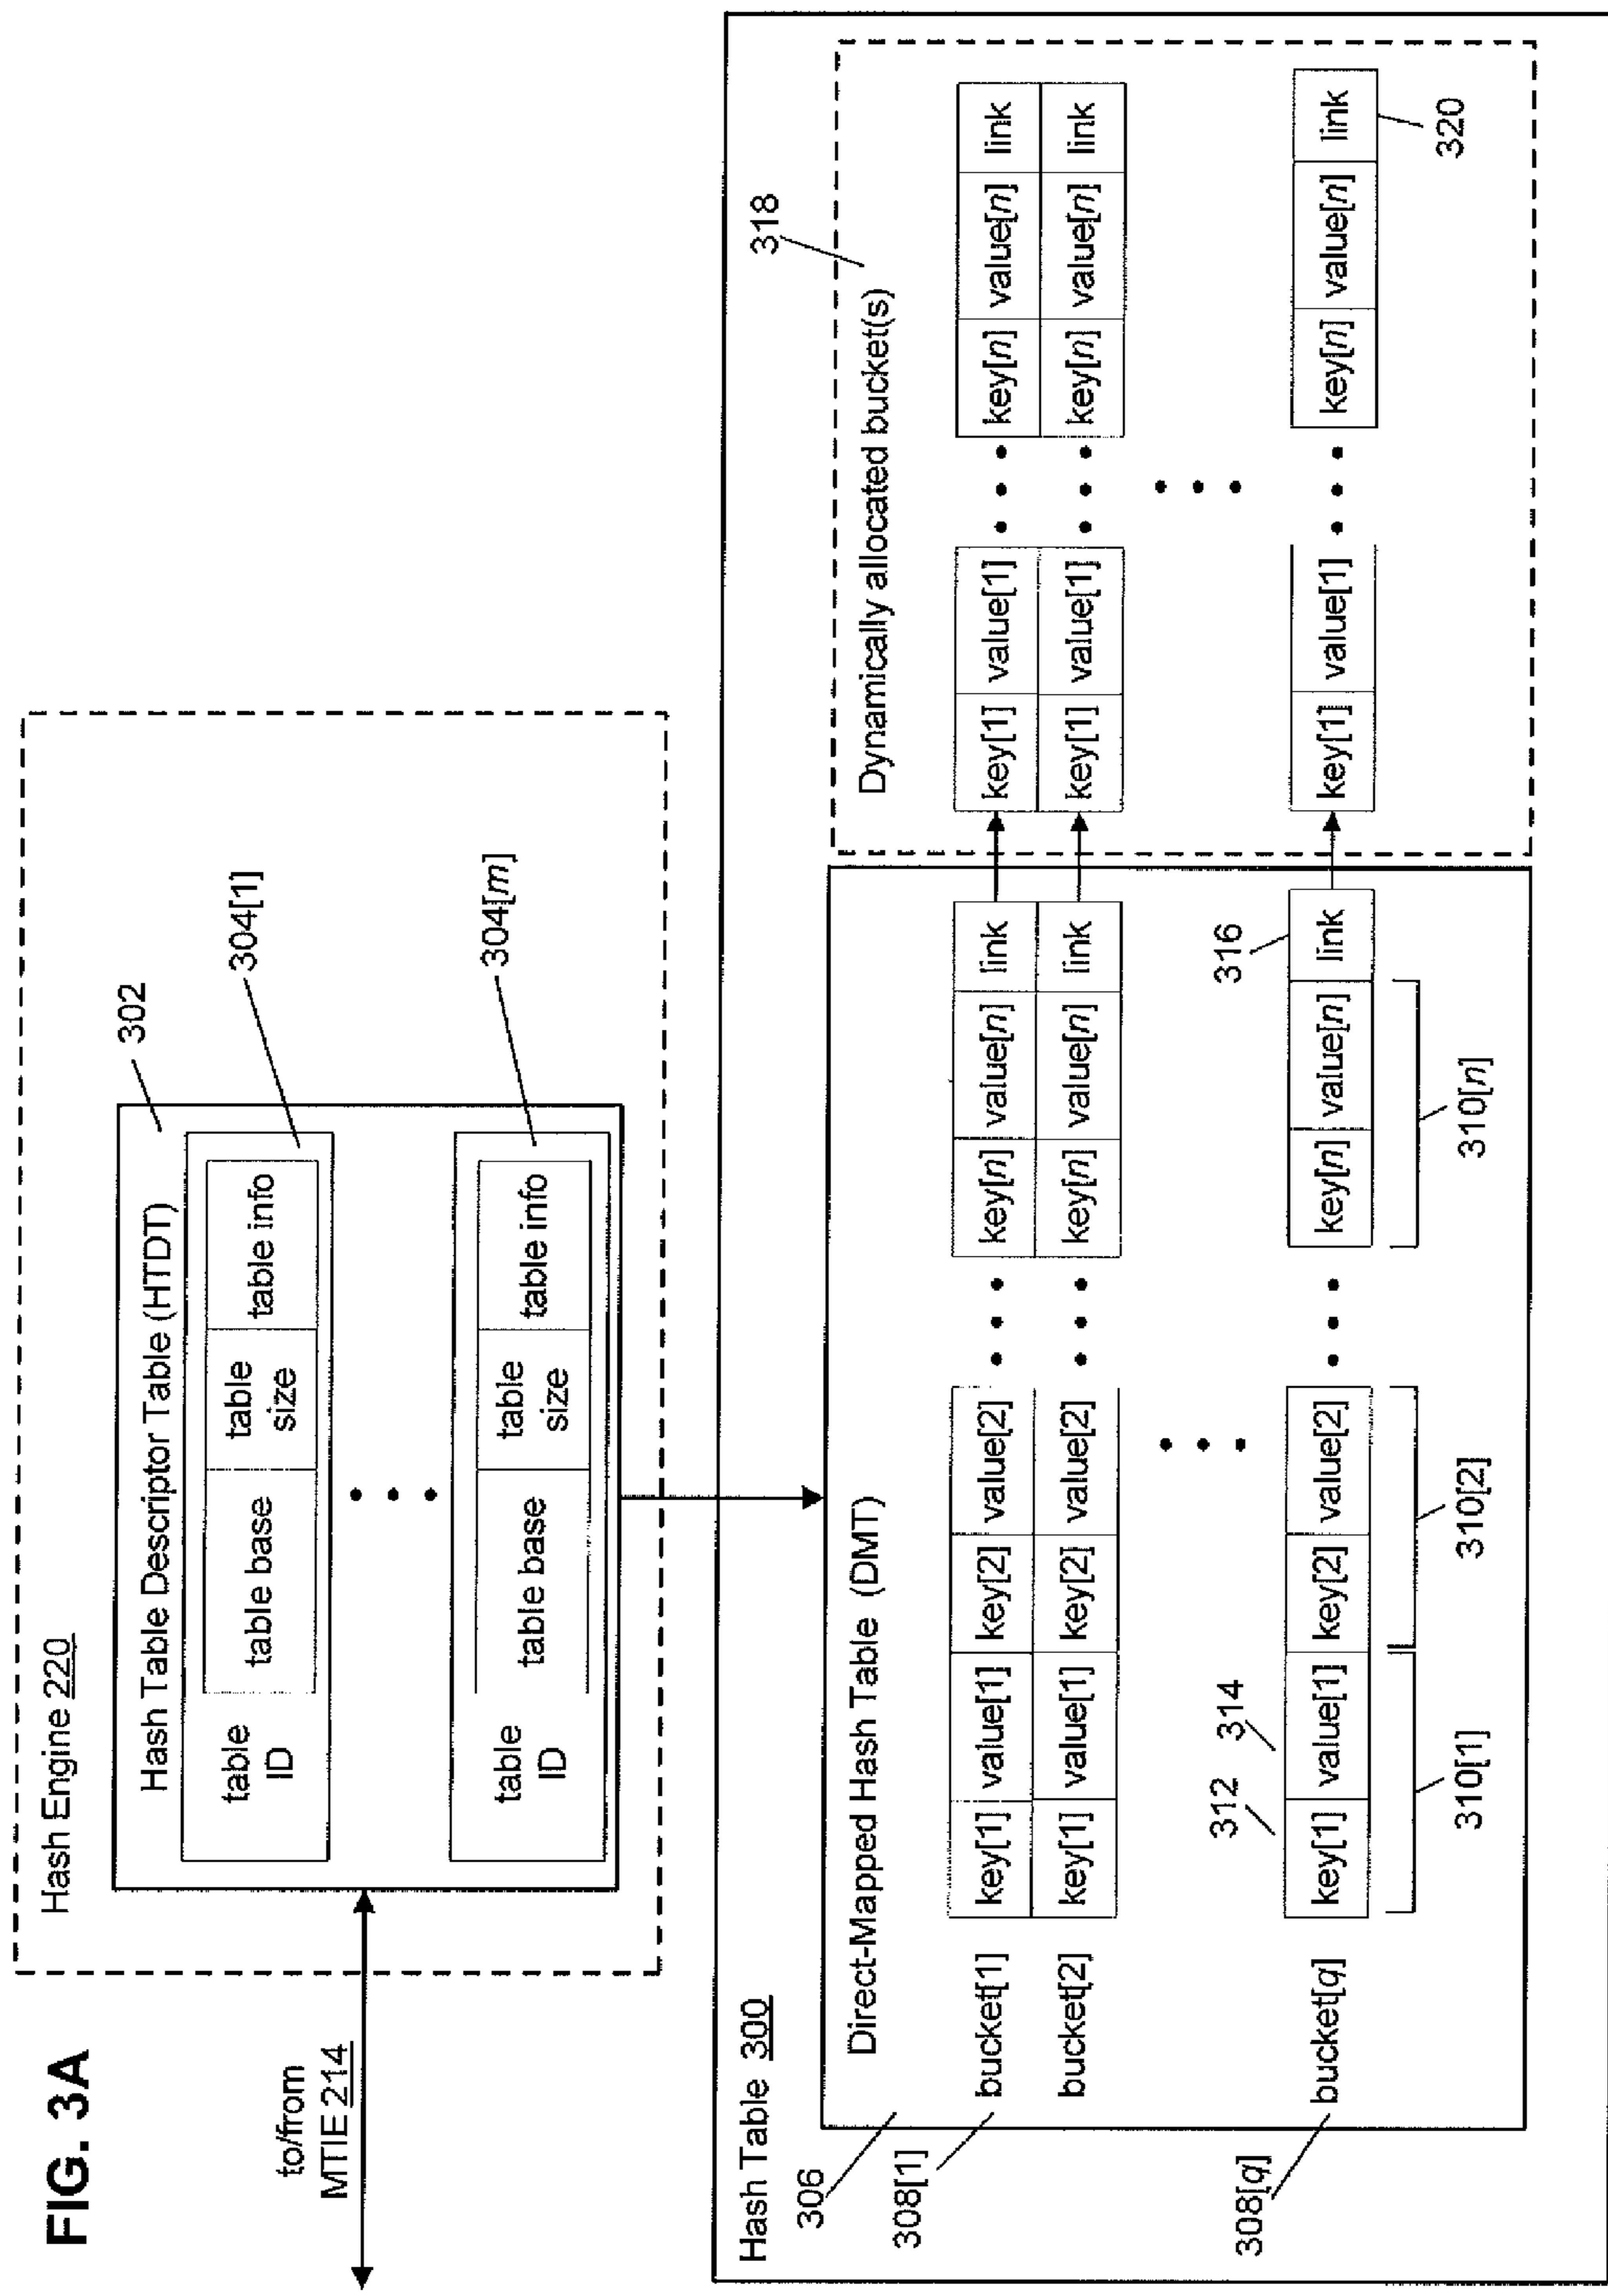 FIG. 3A
to/from
MTIE 214
Hash Engine 220
Hash Table Descriptor Table (HTDT)
302
table ID
table base
table size
table info
304[1]
table ID
table base
table size
table info
304[m]
Hash Table 300
306
Direct-Mapped Hash Table (DMT)
308[1]
bucket[1] key[1] value[1] key[2] value[2] key[n] value[n] link
bucket[2] key[1] value[1] key[2] value[2] key[n] value[n] link
312
314
316
308[q]
bucket[q] key[1] value[1] key[2] value[2] key[n] value[n] link
310[1]
310[2]
310[n]
318
Dynamically allocated bucket(s)
key[1] value[1] key[n] value[n] link
key[1] value[1] key[n] value[n] link
key[1] value[1] key[n] value[n] link
320